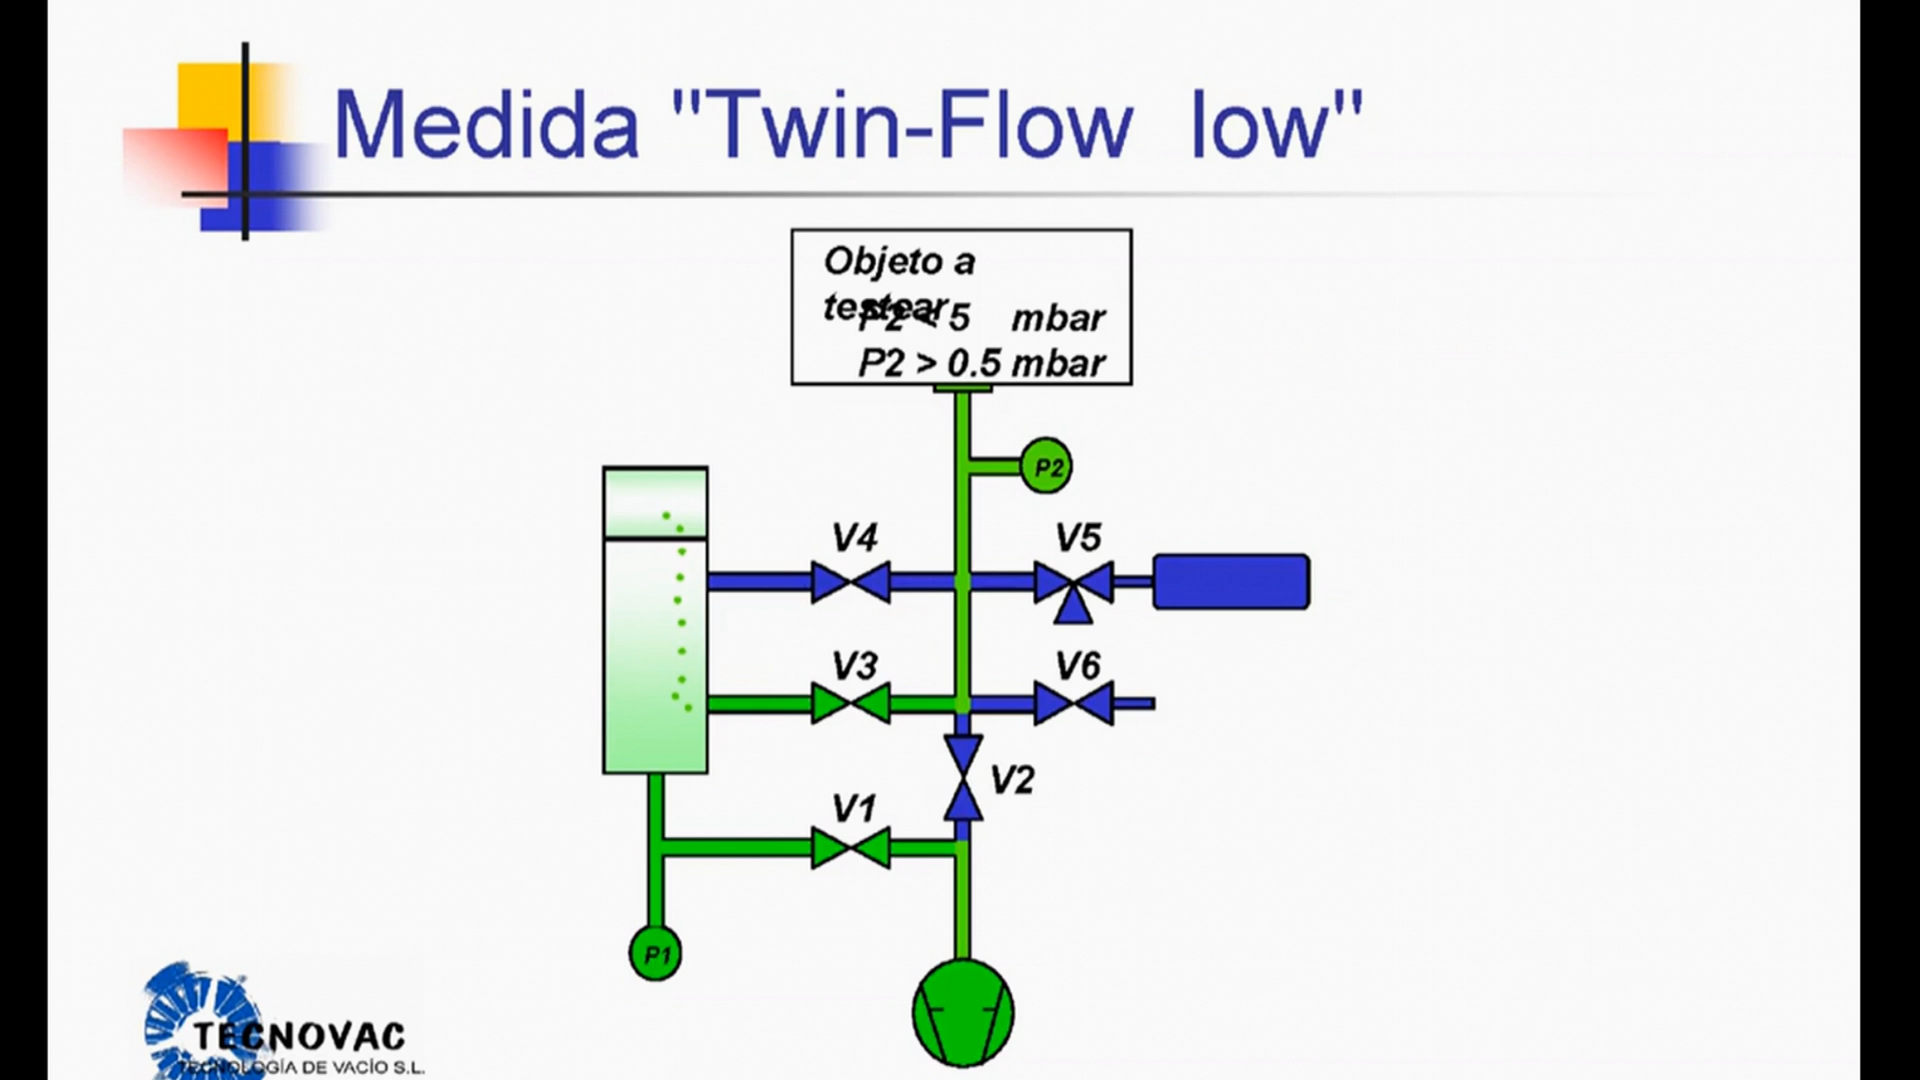 Medida "Twin-Flow low"
Objeto a
testear
P2 < 5 mbar
P2 > 0.5 mbar
P2
V4
V5
V3
V6
V2
V1
P1
TECNOVAC
TECNOLOGÍA DE VACÍO S.L.